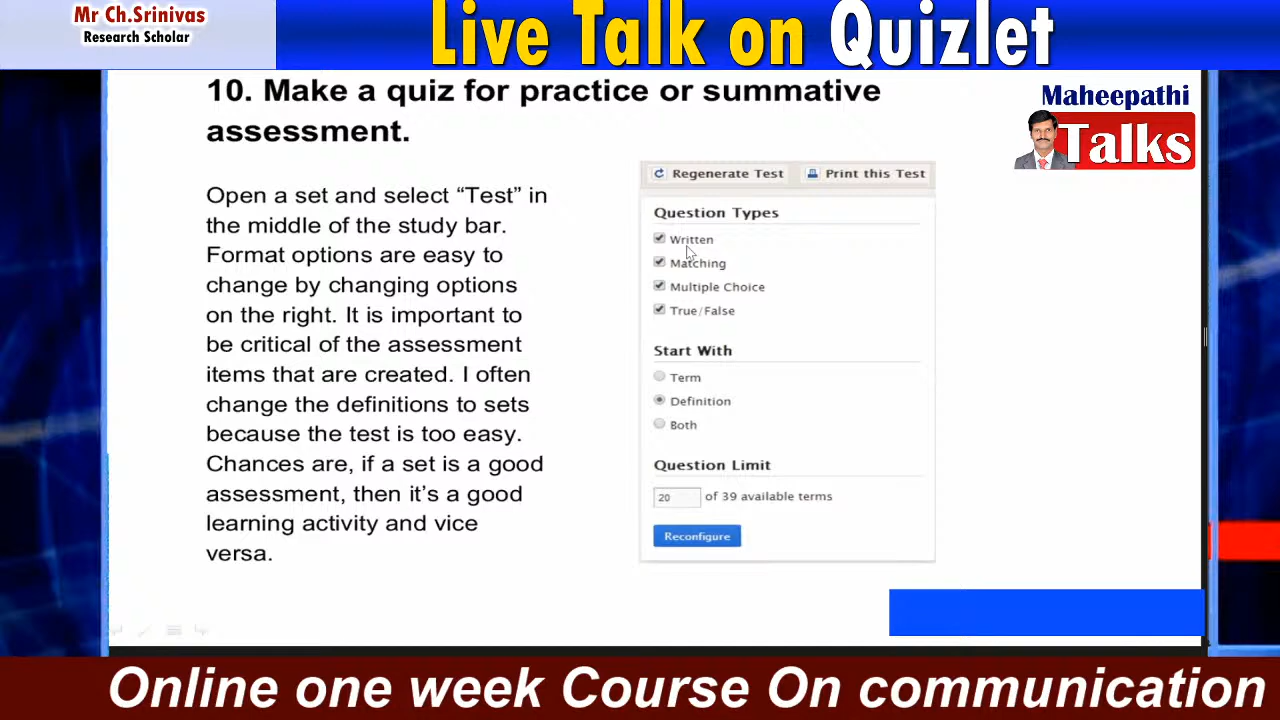 Mr Ch.Srinivas
Research Scholar
Live Talk on Quizlet
Maheepathi
Talks
10. Make a quiz for practice or summative
assessment.
Open a set and select “Test” in
the middle of the study bar.
Format options are easy to
change by changing options
on the right. It is important to
be critical of the assessment
items that are created. I often
change the definitions to sets
because the test is too easy.
Chances are, if a set is a good
assessment, then it’s a good
learning activity and vice
versa.
Regenerate Test Print this Test
Question Types
Written
Matching
Multiple Choice
True/False
Start With
Term
Definition
Both
Question Limit
20 of 39 available terms
Reconfigure
Online one week Course On communication